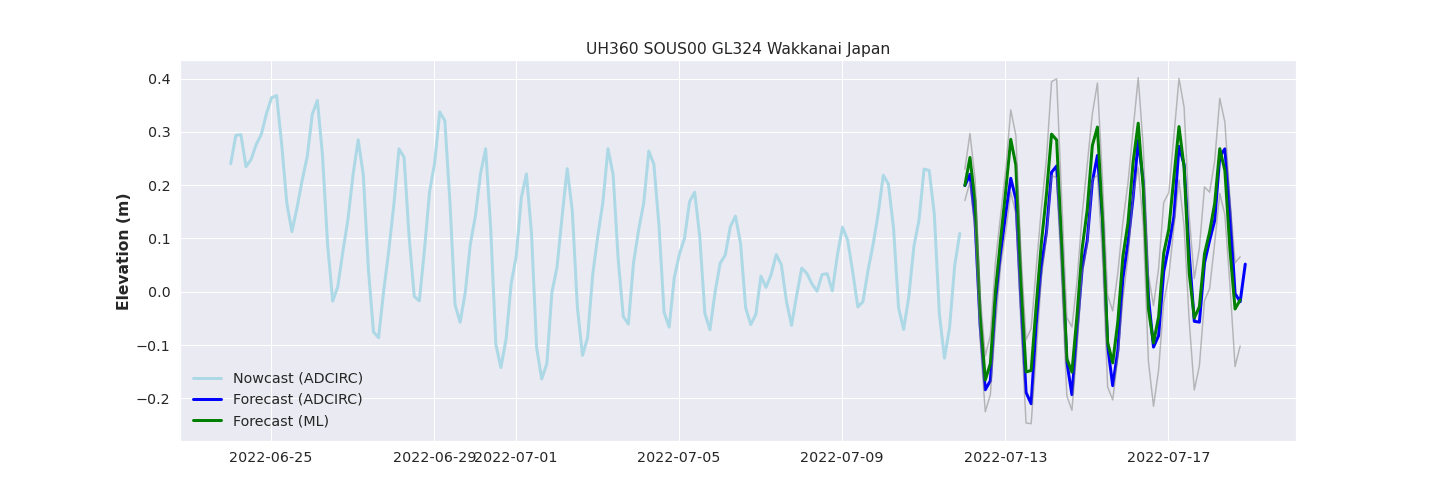 UH360 SOUS00 GL324 Wakkanai Japan
Elevation (m)
0.4
0.3
0.2
0.1
0.0
−0.1
−0.2
Nowcast (ADCIRC)
Forecast (ADCIRC)
Forecast (ML)
2022-06-25 2022-06-29 2022-07-01 2022-07-05 2022-07-09 2022-07-13 2022-07-17